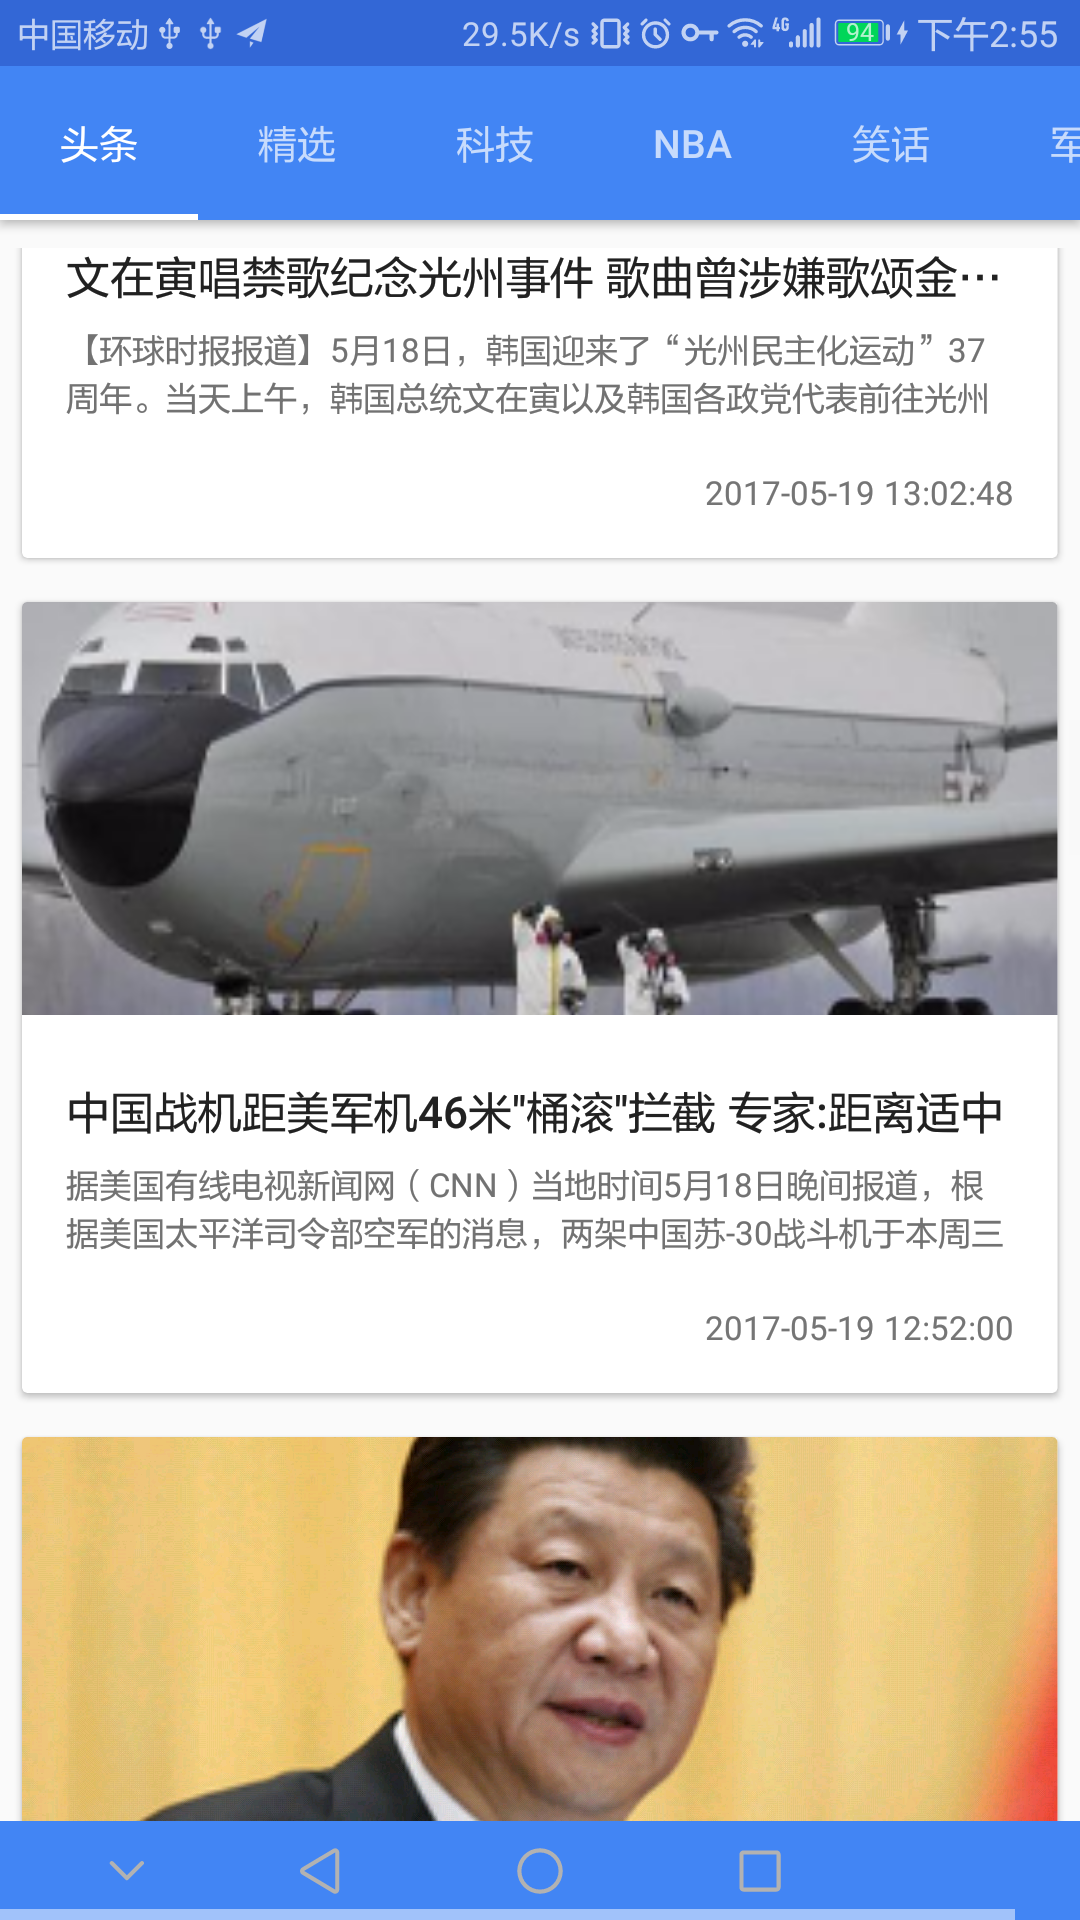 中国移动 29.5K/s 4G 94 下午2:55
头条 精选 科技 NBA 笑话 军
文在寅唱禁歌纪念光州事件 歌曲曾涉嫌歌颂金…
【环球时报报道】5月18日，韩国迎来了“光州民主化运动”37
周年。当天上午，韩国总统文在寅以及韩国各政党代表前往光州
2017-05-19 13:02:48
中国战机距美军机46米"桶滚"拦截 专家:距离适中
据美国有线电视新闻网（CNN）当地时间5月18日晚间报道，根
据美国太平洋司令部空军的消息，两架中国苏-30战斗机于本周三
2017-05-19 12:52:00